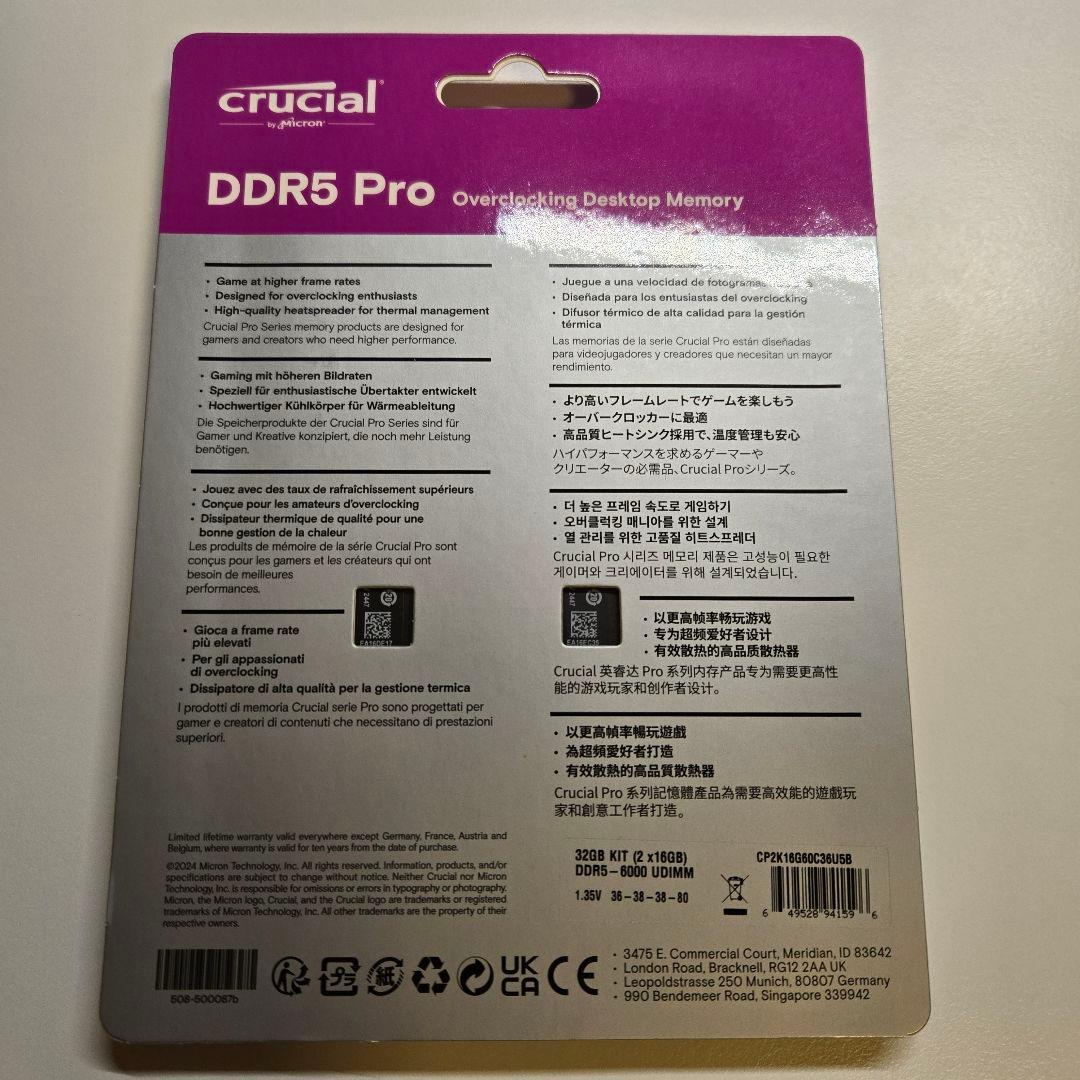 crucial
by Micron
DDR5 Pro Overclocking Desktop Memory
• Game at higher frame rates
• Designed for overclocking enthusiasts
• High-quality heatspreader for thermal management
Crucial Pro Series memory products are designed for
gamers and creators who need higher performance.
• Gaming mit höheren Bildraten
• Speziell für enthusiastische Übertakter entwickelt
• Hochwertiger Kühlkörper für Wärmeableitung
Die Speicherprodukte der Crucial Pro Series sind für
Gamer und Kreative konzipiert, die noch mehr Leistung
benötigen.
• Jouez avec des taux de rafraîchissement supérieurs
• Conçue pour les amateurs d'overclocking
• Dissipateur thermique de qualité pour une
bonne gestion de la chaleur
Les produits de mémoire de la série Crucial Pro sont
conçus pour les gamers et les créateurs qui ont
besoin de meilleures
performances.
• Gioca a frame rate
più elevati
• Per gli appassionati
di overclocking
• Dissipatore di alta qualità per la gestione termica
I prodotti di memoria Crucial serie Pro sono progettati per
gamer e creatori di contenuti che necessitano di prestazioni
superiori.
2447
20
• Juegue a una velocidad de fotogramas
• Diseñada para los entusiastas del overclocking
• Difusor térmico de alta calidad para la gestión
térmica
Las memorias de la serie Crucial Pro están diseñadas
para videojugadores y creadores que necesitan un mayor
rendimiento.
• より高いフレームレートでゲームを楽しもう
• オーバークロッカーに最適
• 高品質ヒートシンク採用で、温度管理も安心
ハイパフォーマンスを求めるゲーマーや
クリエーターの必需品、Crucial Proシリーズ。
• 더 높은 프레임 속도로 게임하기
• 오버클럭킹 매니아를 위한 설계
• 열 관리를 위한 고품질 히트스프레더
Crucial Pro 시리즈 메모리 제품은 고성능이 필요한
게이머와 크리에이터를 위해 설계되었습니다.
2447
20
• 以更高帧率畅玩游戏
• 专为超频爱好者设计
• 有效散热的高品质散热器
Crucial 英睿达 Pro 系列内存产品专为需要更高性
能的游戏玩家和创作者设计。
• 以更高幀率暢玩遊戲
• 為超頻愛好者打造
• 有效散熱的高品質散熱器
Crucial Pro 系列記憶體產品為需要高效能的遊戲玩
家和創意工作者打造。
Limited lifetime warranty valid everywhere except Germany, France, Austria and
Belgium, where warranty is valid for ten years from the date of purchase.
©2024 Micron Technology, Inc. All rights reserved. Information, products, and/or
specifications are subject to change without notice. Neither Crucial nor Micron
Technology, Inc. is responsible for omissions or errors in typography or photography.
Micron, the Micron logo, Crucial, and the Crucial logo are trademarks or registered
trademarks of Micron Technology, Inc. All other trademarks are the property of their
respective owners.
32GB KIT (2 x16GB)
DDR5-6000 UDIMM
1.35V 36-38-38-80
CP2K16G60C36U5B
6 49528 94159 6
508-500087b
プラ
紙
UK
CA
CE
• 3475 E. Commercial Court, Meridian, ID 83642
• London Road, Bracknell, RG12 2AA UK
• Leopoldstrasse 250 Munich, 80807 Germany
• 990 Bendemeer Road, Singapore 339942